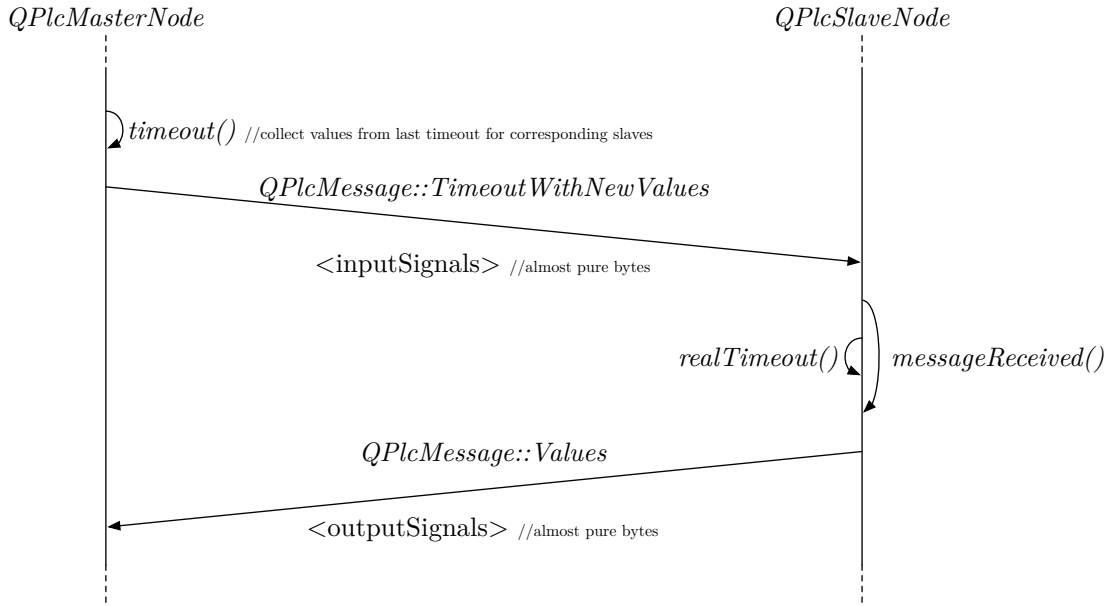 QPlcMasterNode
QPlcSlaveNode
timeout() //collect values from last timeout for corresponding slaves
QPlcMessage::TimeoutWithNewValues
<inputSignals> //almost pure bytes
realTimeout()
messageReceived()
QPlcMessage::Values
<outputSignals> //almost pure bytes